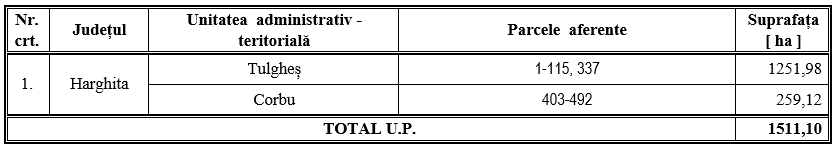 Nr. crt. Județul Unitatea administrativ - teritorială Parcele aferente Suprafața [ ha ]
1. Harghita Tulgheș 1-115, 337 1251,98
Corbu 403-492 259,12
TOTAL U.P. 1511,10